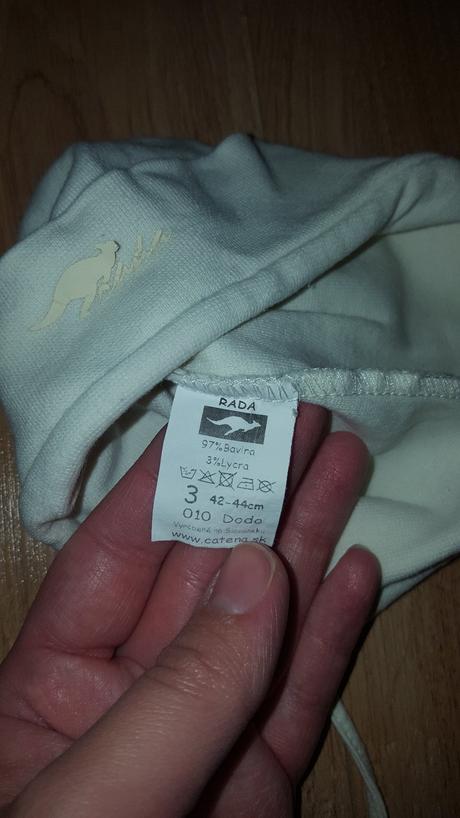 RADA
97%Bavlna
3%Lycra
3 42-44cm
010 Dodo
Vyrobené na Slovensku
www.catena.sk